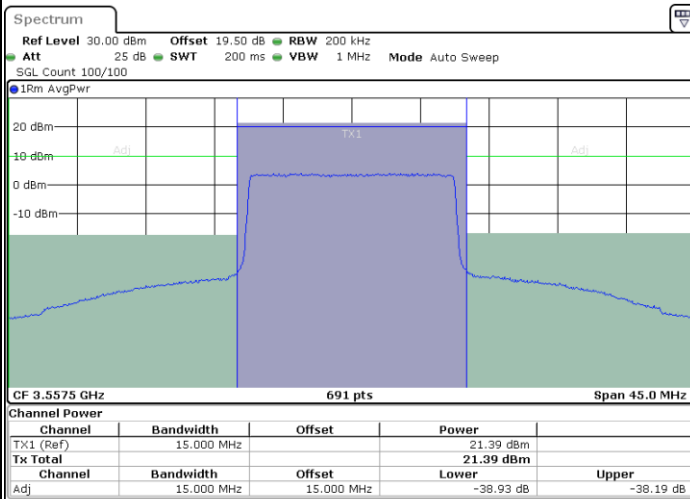 Spectrum
Ref Level 30.00 dBm Offset 19.50 dB RBW 200 kHz
Att 25 dB SWT 200 ms VBW 1 MHz Mode Auto Sweep
SGL Count 100/100
1Rm AvgPwr
20 dBm
TX1
Adj Adj
10 dBm
0 dBm
-10 dBm
CF 3.5575 GHz 691 pts Span 45.0 MHz
Channel Power
Channel Bandwidth Offset Power
TX1 (Ref) 15.000 MHz 21.39 dBm
Tx Total 21.39 dBm
Channel Bandwidth Offset Lower Upper
Adj 15.000 MHz 15.000 MHz -38.93 dB -38.19 dB